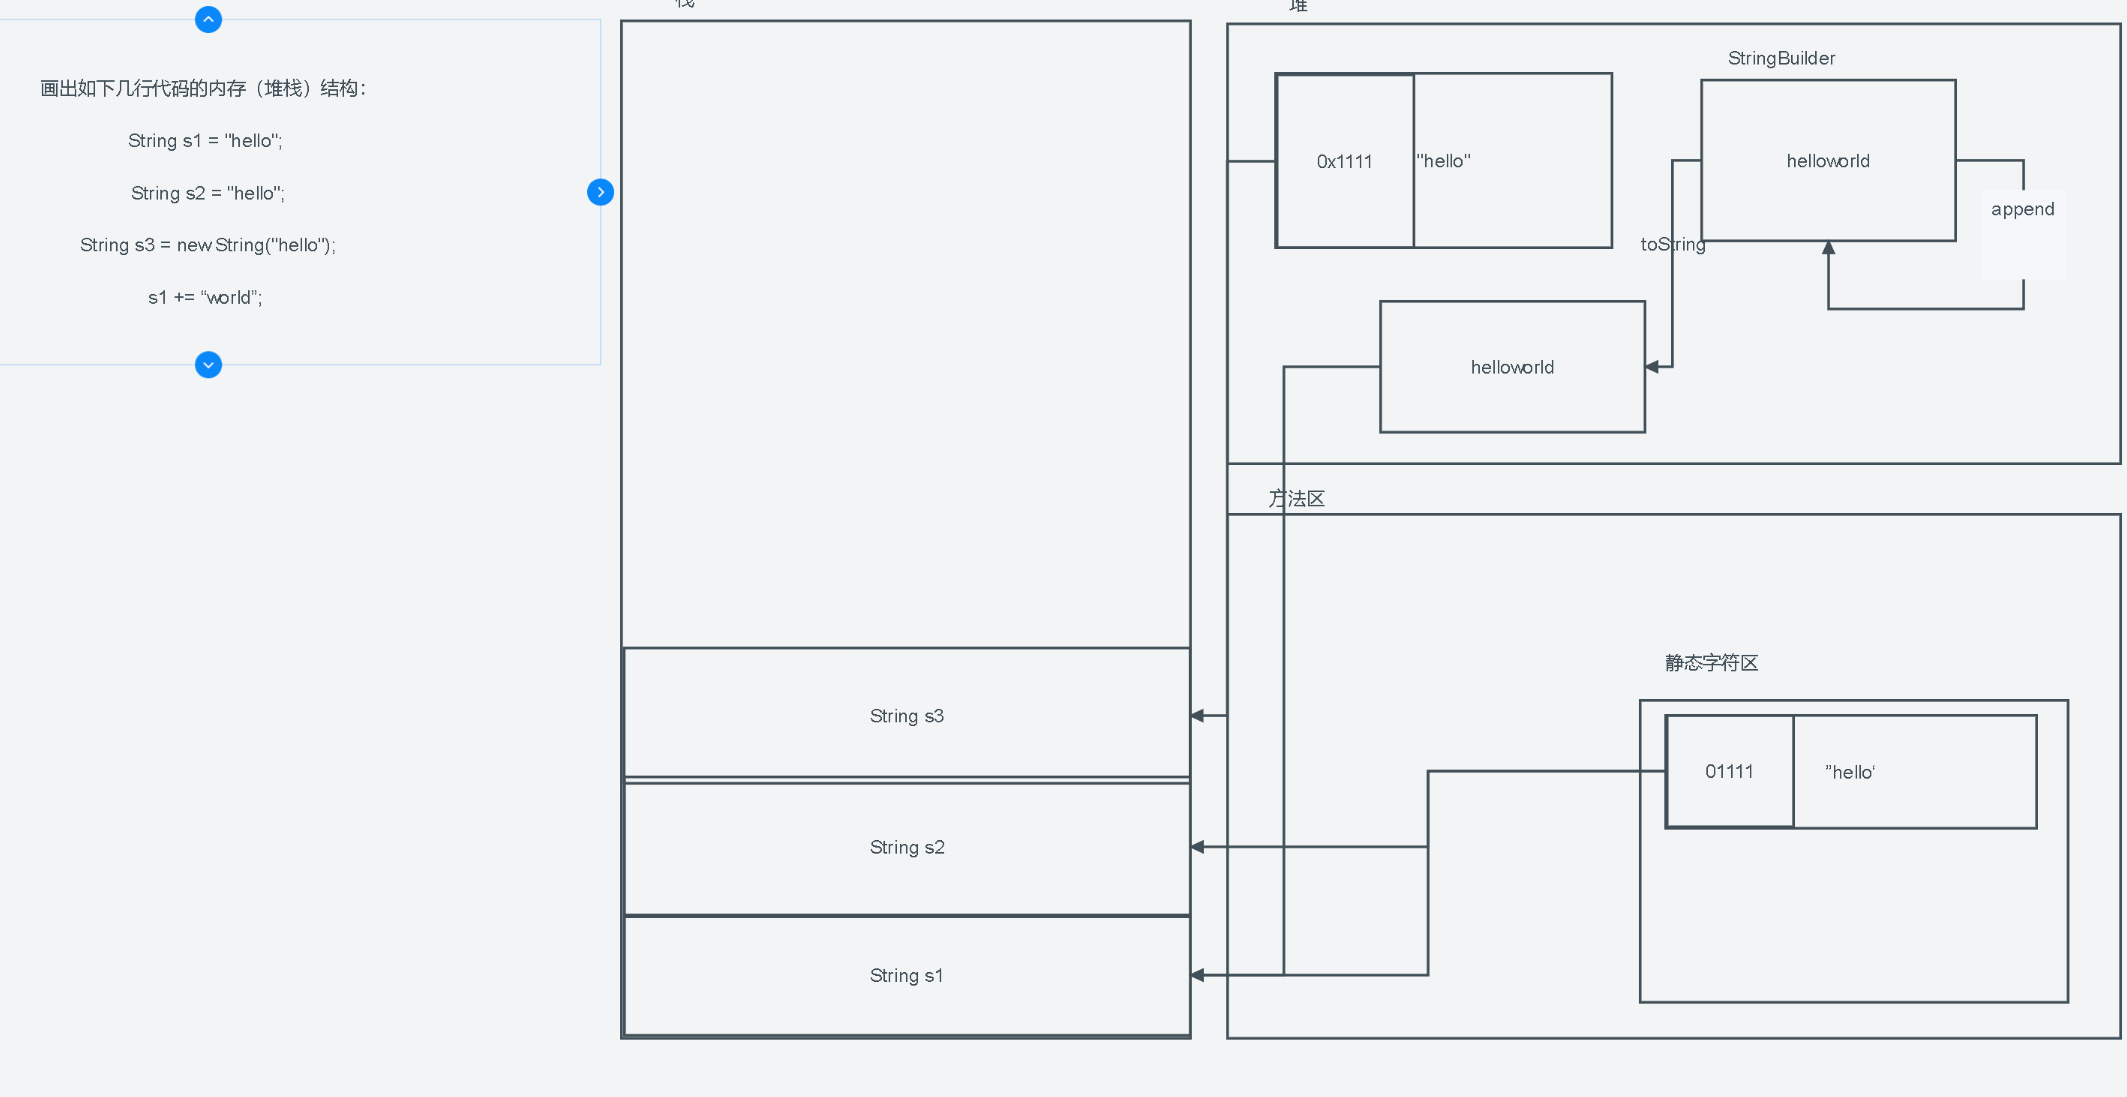 画出如下几行代码的内存（堆栈）结构：
String s1 = "hello";
String s2 = "hello";
String s3 = new String("hello");
s1 += “world”;
栈
String s3
String s2
String s1
堆
0x1111
"hello"
StringBuilder
helloworld
append
toString
helloworld
方法区
静态字符区
01111
”hello‘